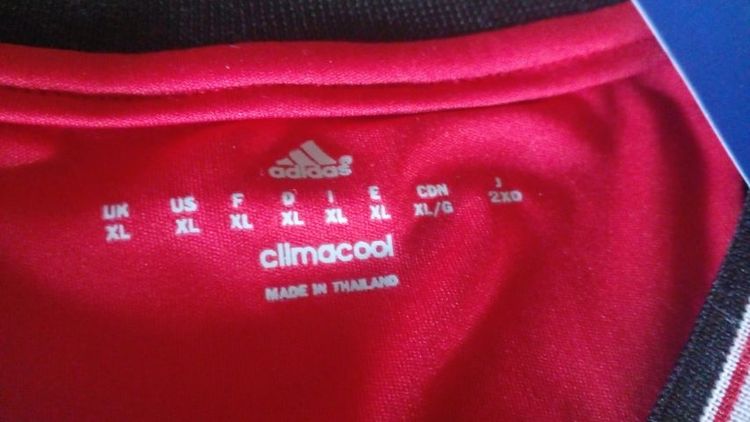 adidas
UK US F D I E CDN J
XL XL XL XL XL XL XL/G 2XO
climacool
MADE IN THAILAND